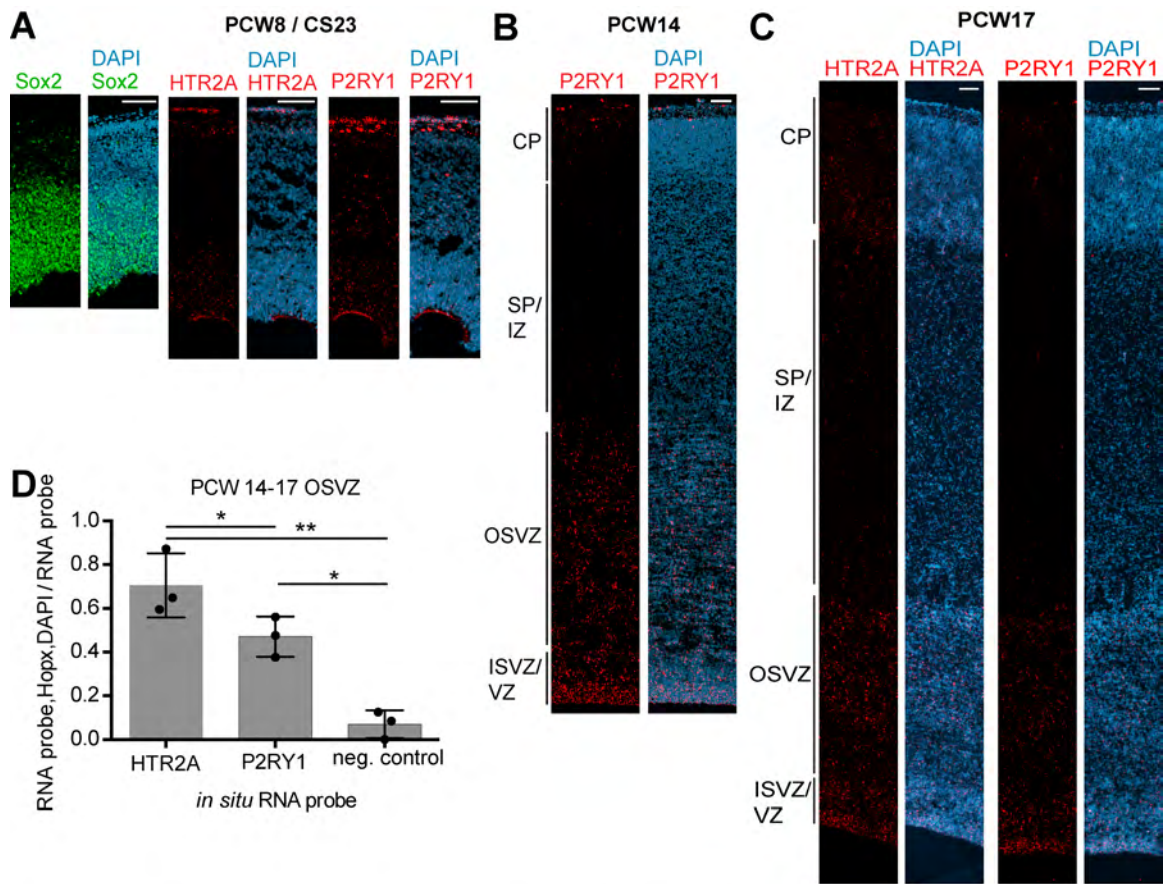 A
PCW8 / CS23
Sox2
DAPI
Sox2
HTR2A
DAPI
HTR2A
P2RY1
DAPI
P2RY1
B
PCW14
P2RY1
DAPI
P2RY1
CP
SP/
IZ
OSVZ
ISVZ/
VZ
C
PCW17
HTR2A
DAPI
HTR2A
P2RY1
DAPI
P2RY1
CP
SP/
IZ
OSVZ
ISVZ/
VZ
D
PCW 14-17 OSVZ
RNA probe,Hopx,DAPI / RNA probe
1.0
0.8
0.6
0.4
0.2
0.0
*
**
*
HTR2A
P2RY1
neg. control
in situ RNA probe